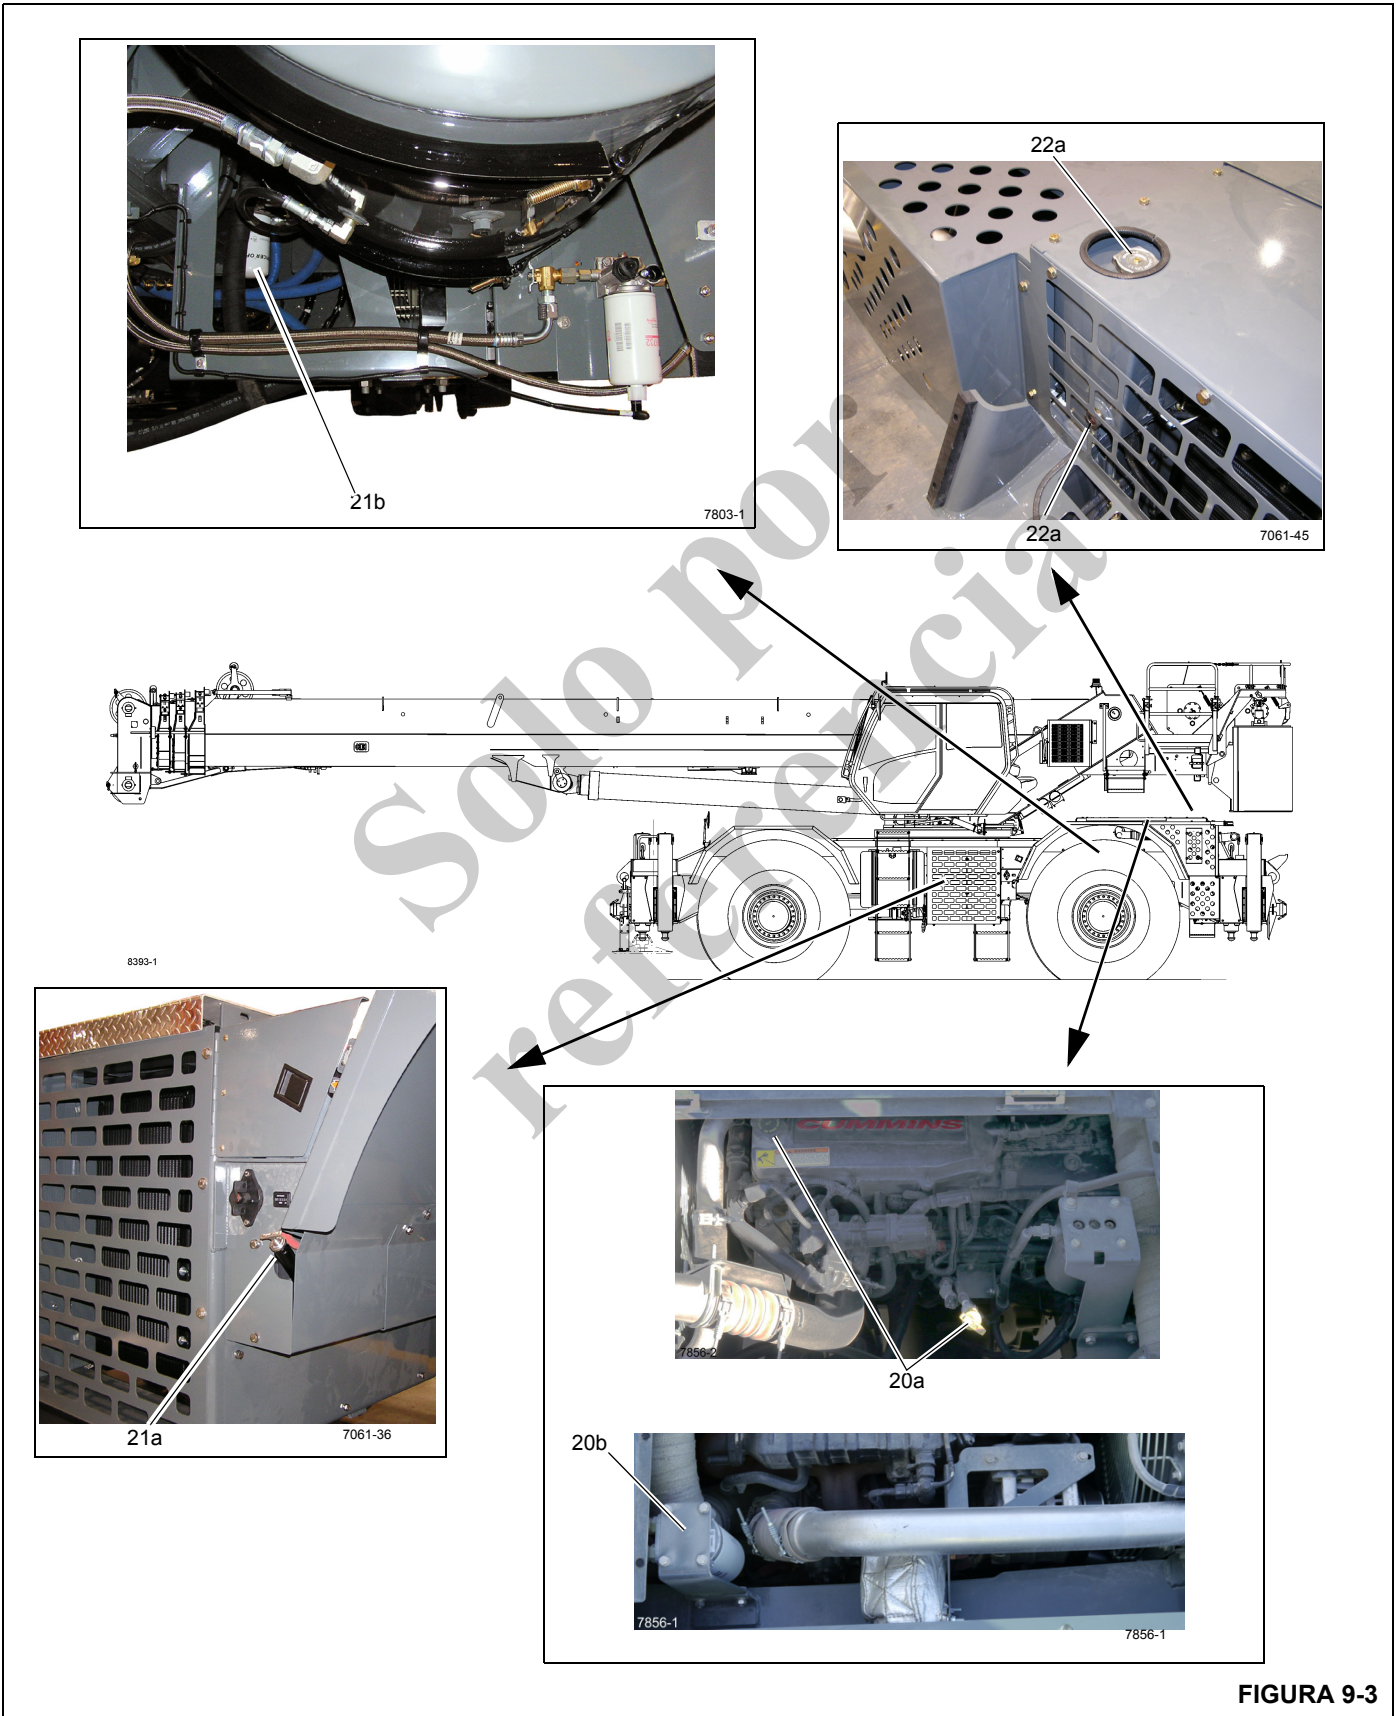 22a
21b
7803-1
22a
7061-45
Solo por
referencia
8393-1
CUMMINS
7856-2
20a
21a
7061-36
20b
7856-1
7856-1
FIGURA 9-3